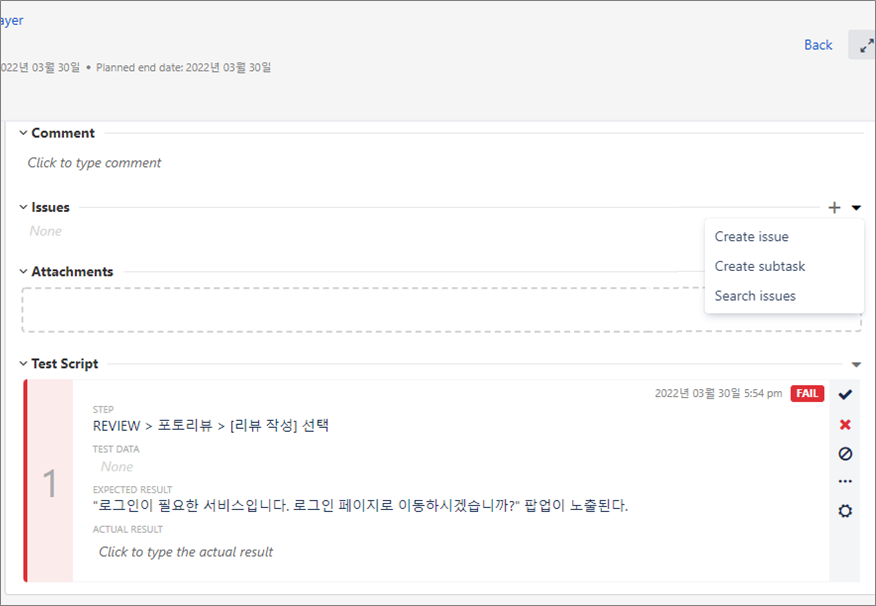 ayer
Back
022년 03월 30일 • Planned end date: 2022년 03월 30일
Comment
Click to type comment
Issues
None
Create issue
Create subtask
Search issues
Attachments
Test Script
2022년 03월 30일 5:54 pm FAIL
1
STEP
REVIEW > 포토리뷰 > [리뷰 작성] 선택
TEST DATA
None
EXPECTED RESULT
"로그인이 필요한 서비스입니다. 로그인 페이지로 이동하시겠습니까?" 팝업이 노출된다.
ACTUAL RESULT
Click to type the actual result